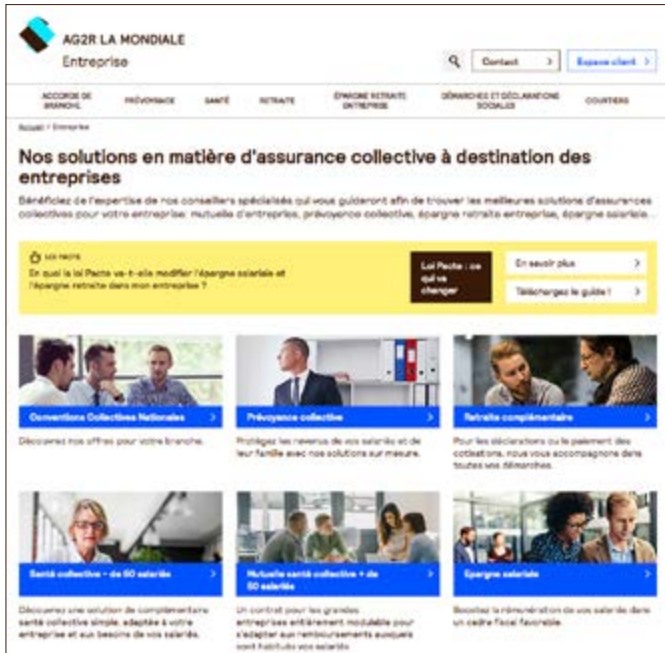 AG2R LA MONDIALE
Entreprise
Contact
Espace client
ACCORDS DE
BRANCHE
PRÉVOYANCE
SANTÉ
RETRAITE
ÉPARGNE RETRAITE
ENTREPRISE
DÉMARCHES ET DÉCLARATIONS
SOCIALES
COURTIERS
Accueil > Entreprise
Nos solutions en matière d'assurance collective à destination des
entreprises
Bénéficiez de l'expertise de nos conseillers spécialisés qui vous guideront afin de trouver les meilleures solutions d'assurances
collectives pour votre entreprise: mutuelle d'entreprise, prévoyance collective, épargne retraite entreprise, épargne salariale...
LOI PACTE
En quoi la loi Pacte va-t-elle modifier l'épargne salariale et
l'épargne retraite dans mon entreprise ?
Loi Pacte : ce
qui va
changer
En savoir plus
Téléchargez le guide !
Conventions Collectives Nationales
Découvrez nos offres pour votre branche.
Prévoyance collective
Protégez les revenus de vos salariés et de
leur famille avec nos solutions sur mesure.
Retraite complémentaire
Pour les déclarations ou le paiement des
cotisations, nous vous accompagnons dans
toutes vos démarches.
Santé collective - de 50 salariés
Découvrez une solution de complémentaire
santé collective simple, adaptée à votre
entreprise et aux besoins de vos salariés.
Mutuelle santé collective + de
50 salariés
Un contrat pour les grandes
entreprises entièrement modulable pour
s'adapter aux remboursements auxquels
sont habitués vos salariés.
Epargne salariale
Boostez la rémunération de vos salariés dans
un cadre fiscal favorable.